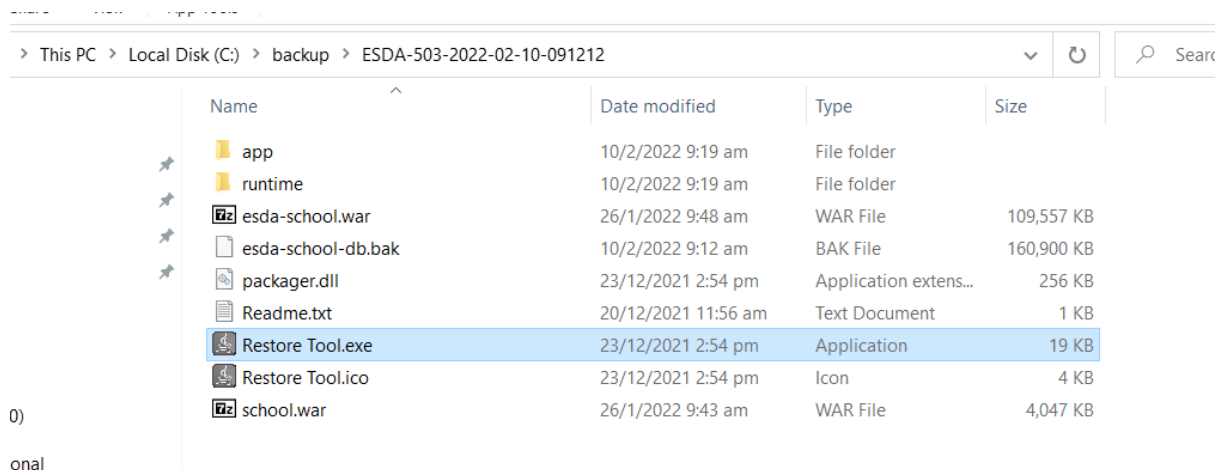 > This PC > Local Disk (C:) > backup > ESDA-503-2022-02-10-091212
Name Date modified Type Size
app 10/2/2022 9:19 am File folder
runtime 10/2/2022 9:19 am File folder
esda-school.war 26/1/2022 9:48 am WAR File 109,557 KB
esda-school-db.bak 10/2/2022 9:12 am BAK File 160,900 KB
packager.dll 23/12/2021 2:54 pm Application extens... 256 KB
Readme.txt 20/12/2021 11:56 am Text Document 1 KB
Restore Tool.exe 23/12/2021 2:54 pm Application 19 KB
Restore Tool.ico 23/12/2021 2:54 pm Icon 4 KB
school.war 26/1/2022 9:43 am WAR File 4,047 KB
0)
onal